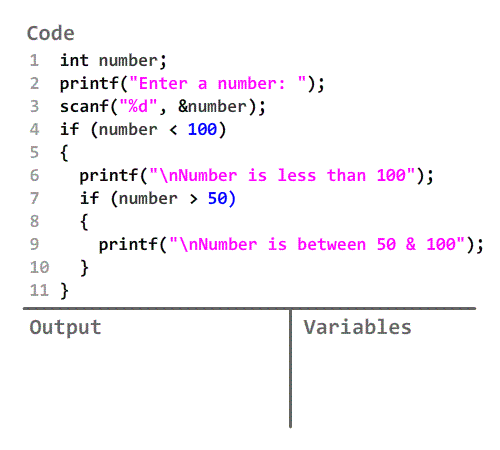 Code
1 int number;
2 printf("Enter a number: ");
3 scanf("%d", &number);
4 if (number < 100)
5 {
6 printf("\nNumber is less than 100");
7 if (number > 50)
8 {
9 printf("\nNumber is between 50 & 100");
10 }
11 }
Output Variables